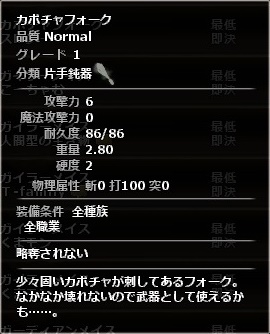 カボチャフォーク
品質 Normal
グレード 1
分類 片手鈍器
攻撃力 6
魔法攻撃力 0
耐久度 86/86
重量 2.80
硬度 2
物理属性 斬0 打100 突0
装備条件 全種族
全職業
略奪されない
少々固いカボチャが刺してあるフォーク。
なかなか壊れないので武器として使えるか
も……。